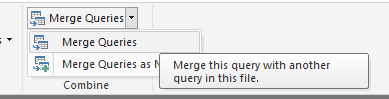 Merge Queries
Merge Queries
Merge Queries as
Merge this query with another
query in this file.
Combine